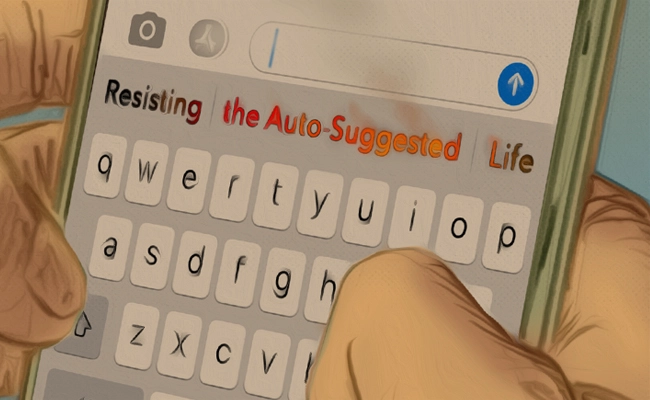 Resisting the Auto-Suggested Life
q w e r t y u i o p
a s d f g h
z x c v